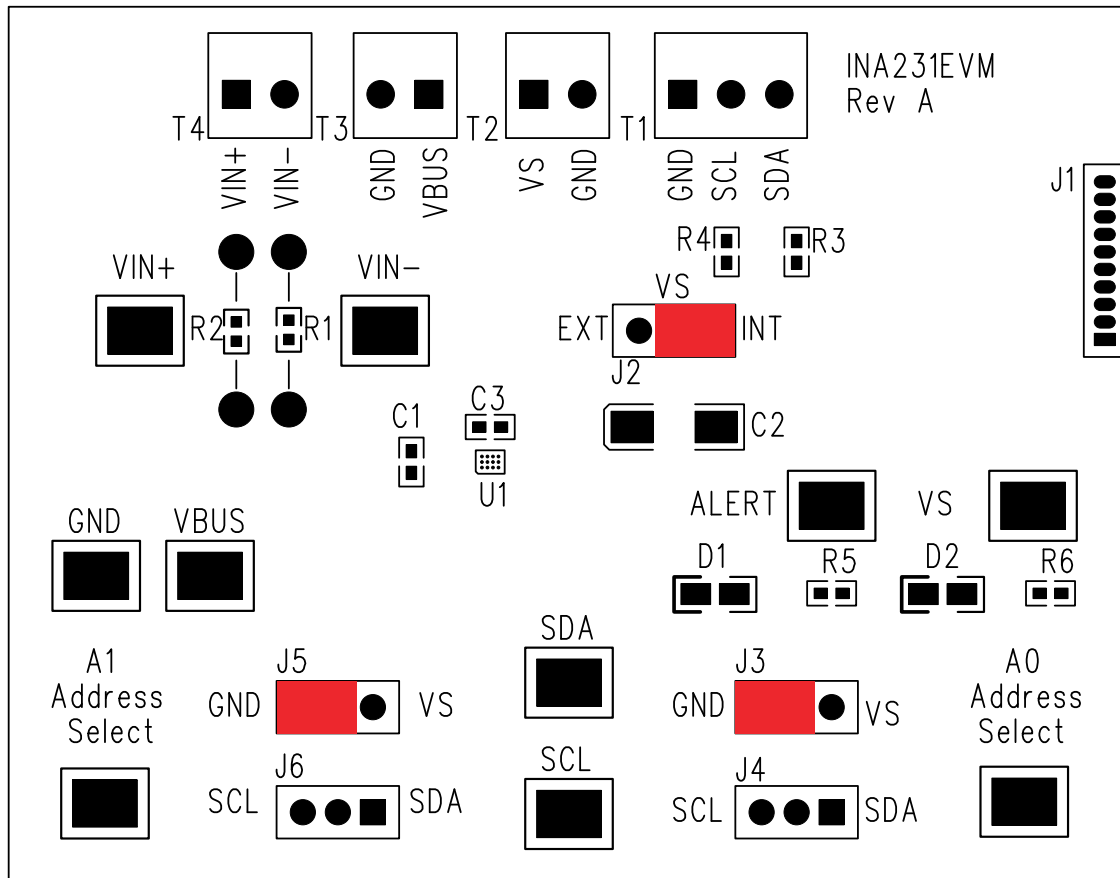 INA231EVM
Rev A
T4
T3
T2
T1
VIN+
VIN-
GND
VBUS
VS
GND
GND
SCL
SDA
J1
R4
R3
VIN+
VIN-
VS
EXT
INT
R2
R1
J2
C1
C3
C2
U1
ALERT
VS
GND
VBUS
D1
R5
D2
R6
SDA
A1
Address
Select
J5
GND
VS
J3
GND
VS
A0
Address
Select
SCL
J6
SCL
SDA
J4
SCL
SDA